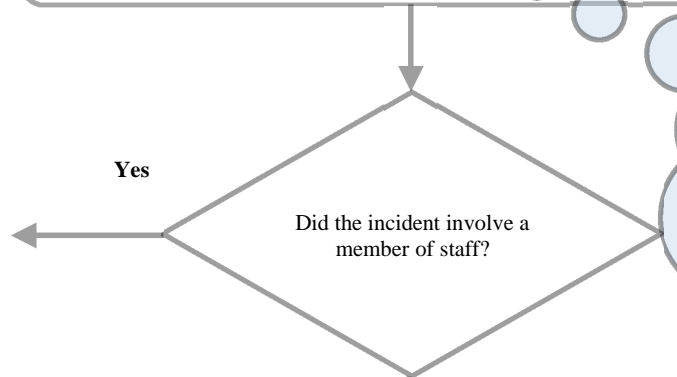 Yes
Did the incident involve a
member of staff?